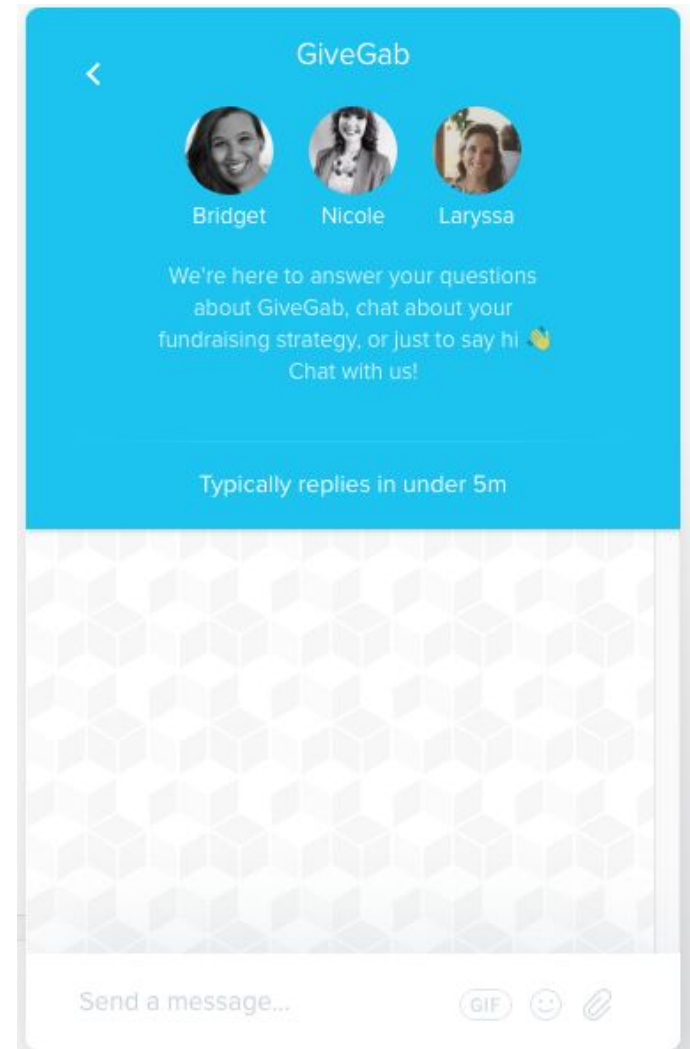 GiveGab
Bridget Nicole Laryssa
We're here to answer your questions
about GiveGab, chat about your
fundraising strategy, or just to say hi 👋
Chat with us!
Typically replies in under 5m
Send a message... GIF